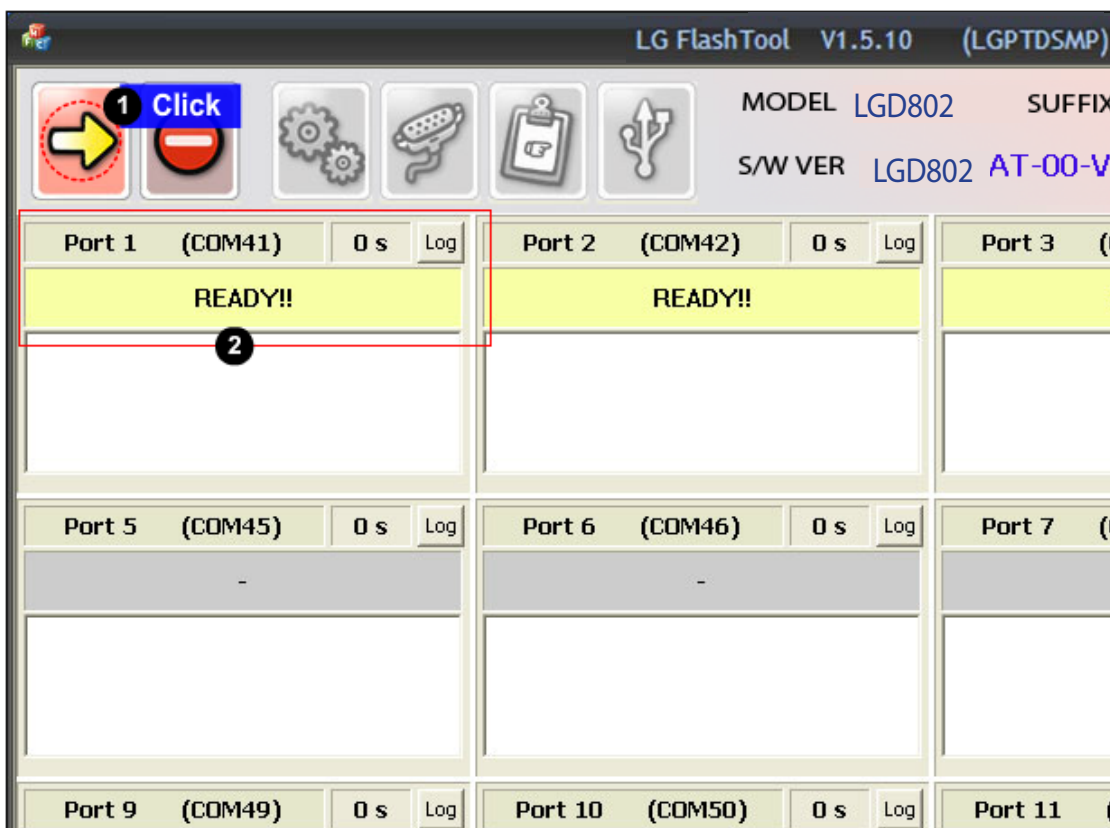 LG FlashTool V1.5.10 (LGPTDSMP)
1 Click
MODEL LGD802 SUFFIX
S/W VER LGD802 AT-00-V
Port 1 (COM41) 0 s Log
Port 2 (COM42) 0 s Log
Port 3 (
READY!!
READY!!
2
Port 5 (COM45) 0 s Log
Port 6 (COM46) 0 s Log
Port 7 (
-
-
Port 9 (COM49) 0 s Log
Port 10 (COM50) 0 s Log
Port 11